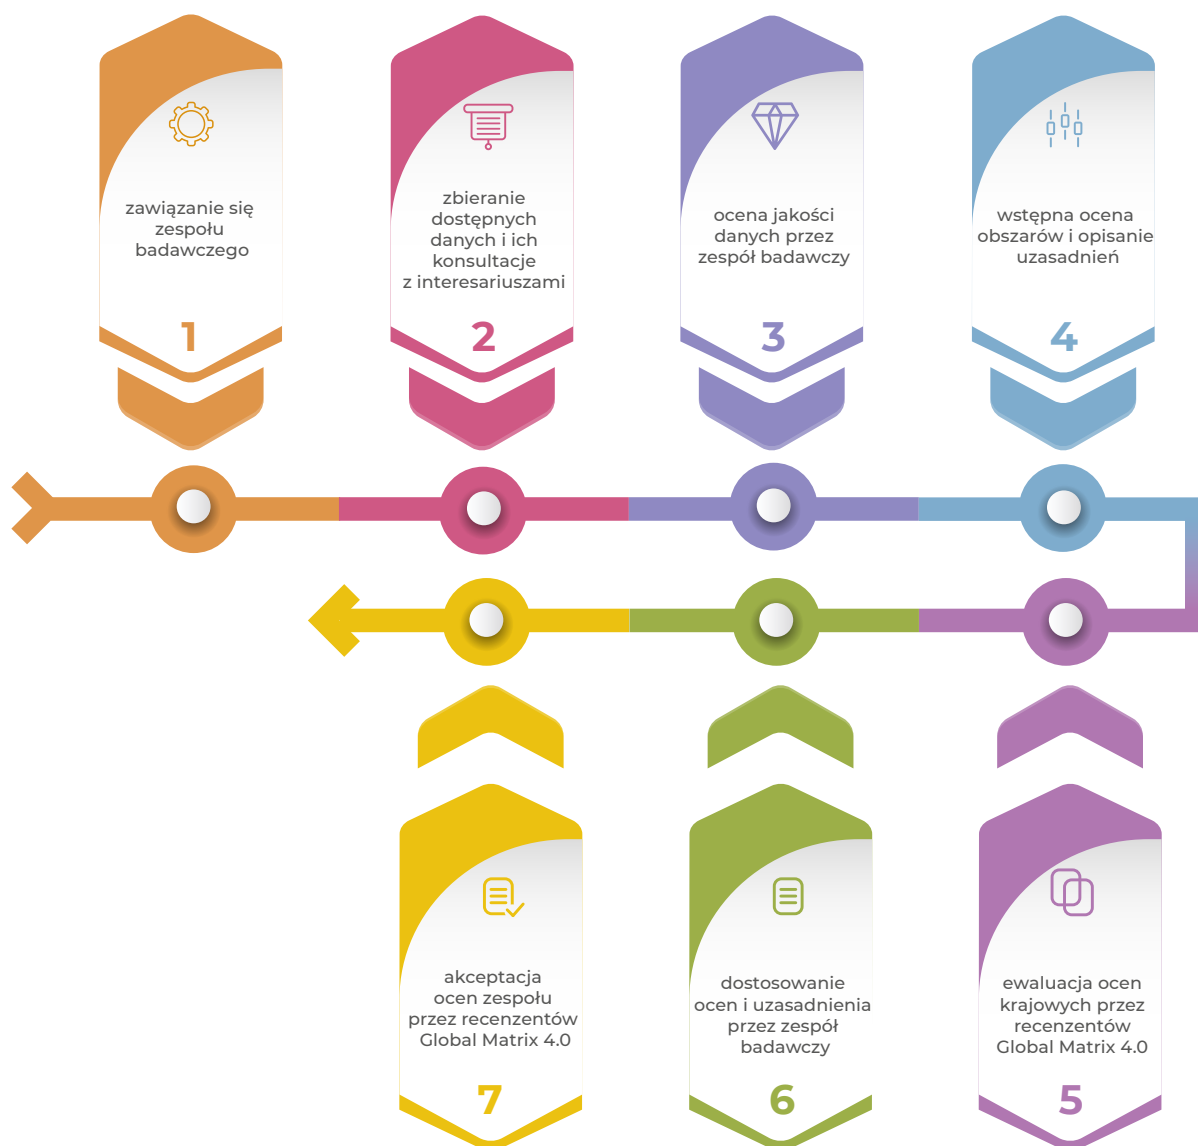 zawiązanie się
zespołu
badawczego
1
zbieranie
dostępnych
danych i ich
konsultacje
z interesariuszami
2
ocena jakości
danych przez
zespół badawczy
3
wstępna ocena
obszarów i opisanie
uzasadnień
4
ewaluacja ocen
krajowych przez
recenzentów
Global Matrix 4.0
5
dostosowanie
ocen i uzasadnienia
przez zespół
badawczy
6
akceptacja
ocen zespołu
przez recenzentów
Global Matrix 4.0
7